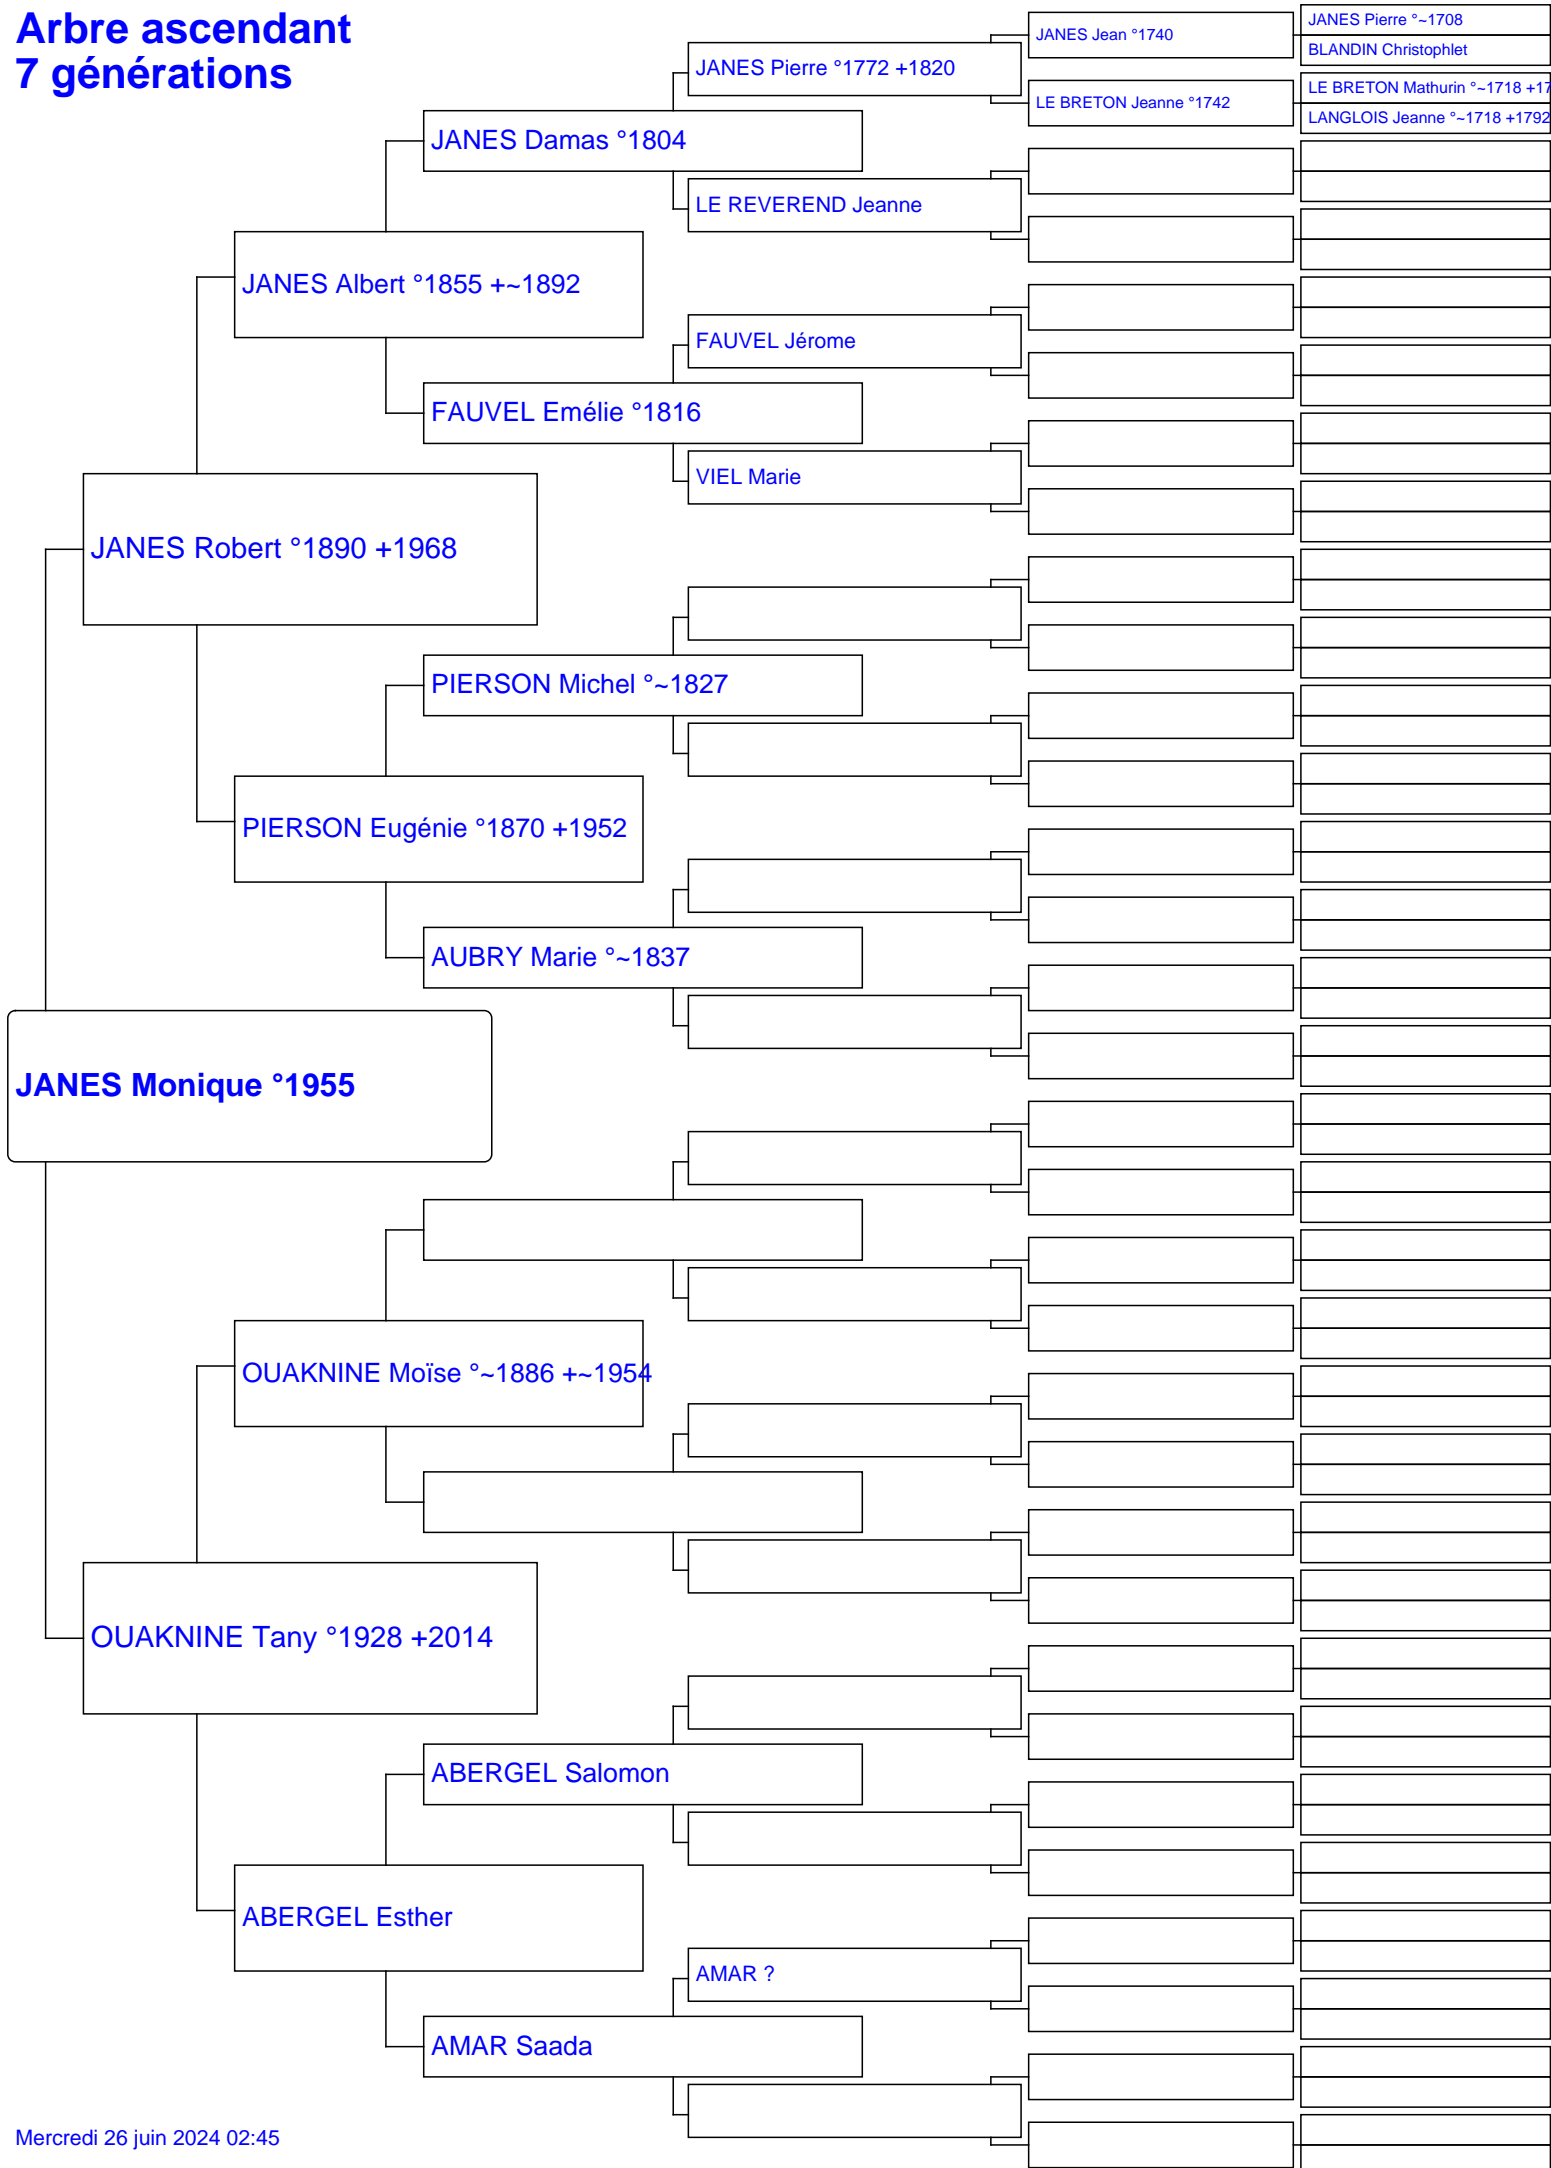 Arbre ascendant
7 générations
JANES Pierre °~1708
JANES Jean °1740
BLANDIN Christophlet
JANES Pierre °1772 +1820
LE BRETON Mathurin °~1718 +17
LE BRETON Jeanne °1742
LANGLOIS Jeanne °~1718 +1792
JANES Damas °1804
LE REVEREND Jeanne
JANES Albert °1855 +~1892
FAUVEL Jérome
FAUVEL Emélie °1816
VIEL Marie
JANES Robert °1890 +1968
PIERSON Michel °~1827
PIERSON Eugénie °1870 +1952
AUBRY Marie °~1837
JANES Monique °1955
OUAKNINE Moïse °~1886 +~1954
OUAKNINE Tany °1928 +2014
ABERGEL Salomon
ABERGEL Esther
AMAR ?
AMAR Saada
Mercredi 26 juin 2024 02:45